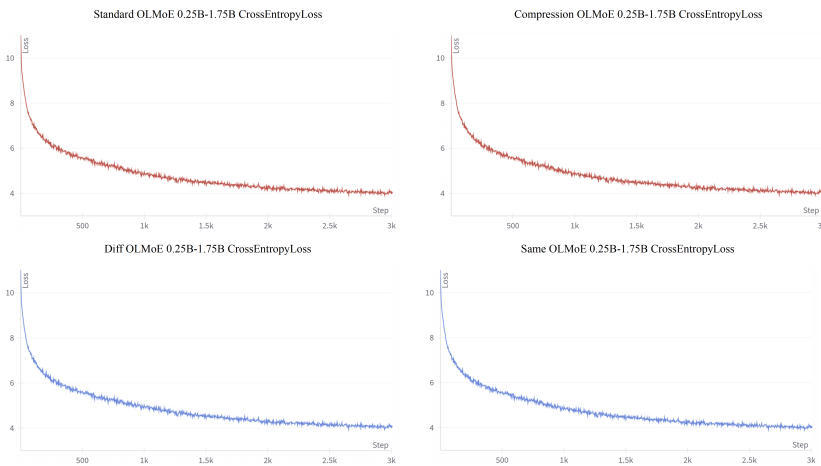 Standard OLMoE 0.25B-1.75B CrossEntropyLoss
Loss
10
8
6
4
Step
500
1k
1.5k
2k
2.5k
3k
Compression OLMoE 0.25B-1.75B CrossEntropyLoss
Loss
10
8
6
4
Step
500
1k
1.5k
2k
2.5k
3
Diff OLMoE 0.25B-1.75B CrossEntropyLoss
Loss
10
8
6
4
Step
500
1k
1.5k
2k
2.5k
3k
Same OLMoE 0.25B-1.75B CrossEntropyLoss
Loss
10
8
6
4
Step
500
1k
1.5k
2k
2.5k
3k